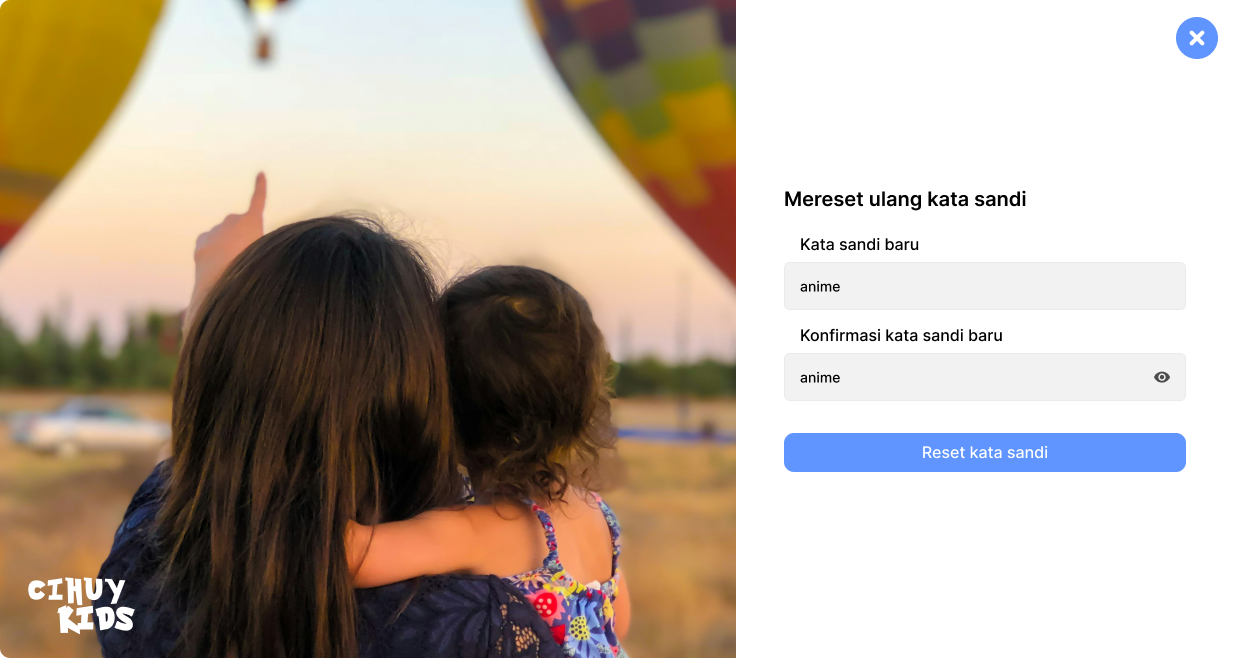 Mereset ulang kata sandi
Kata sandi baru
anime
Konfirmasi kata sandi baru
anime
Reset kata sandi
CIHUY
KIDS